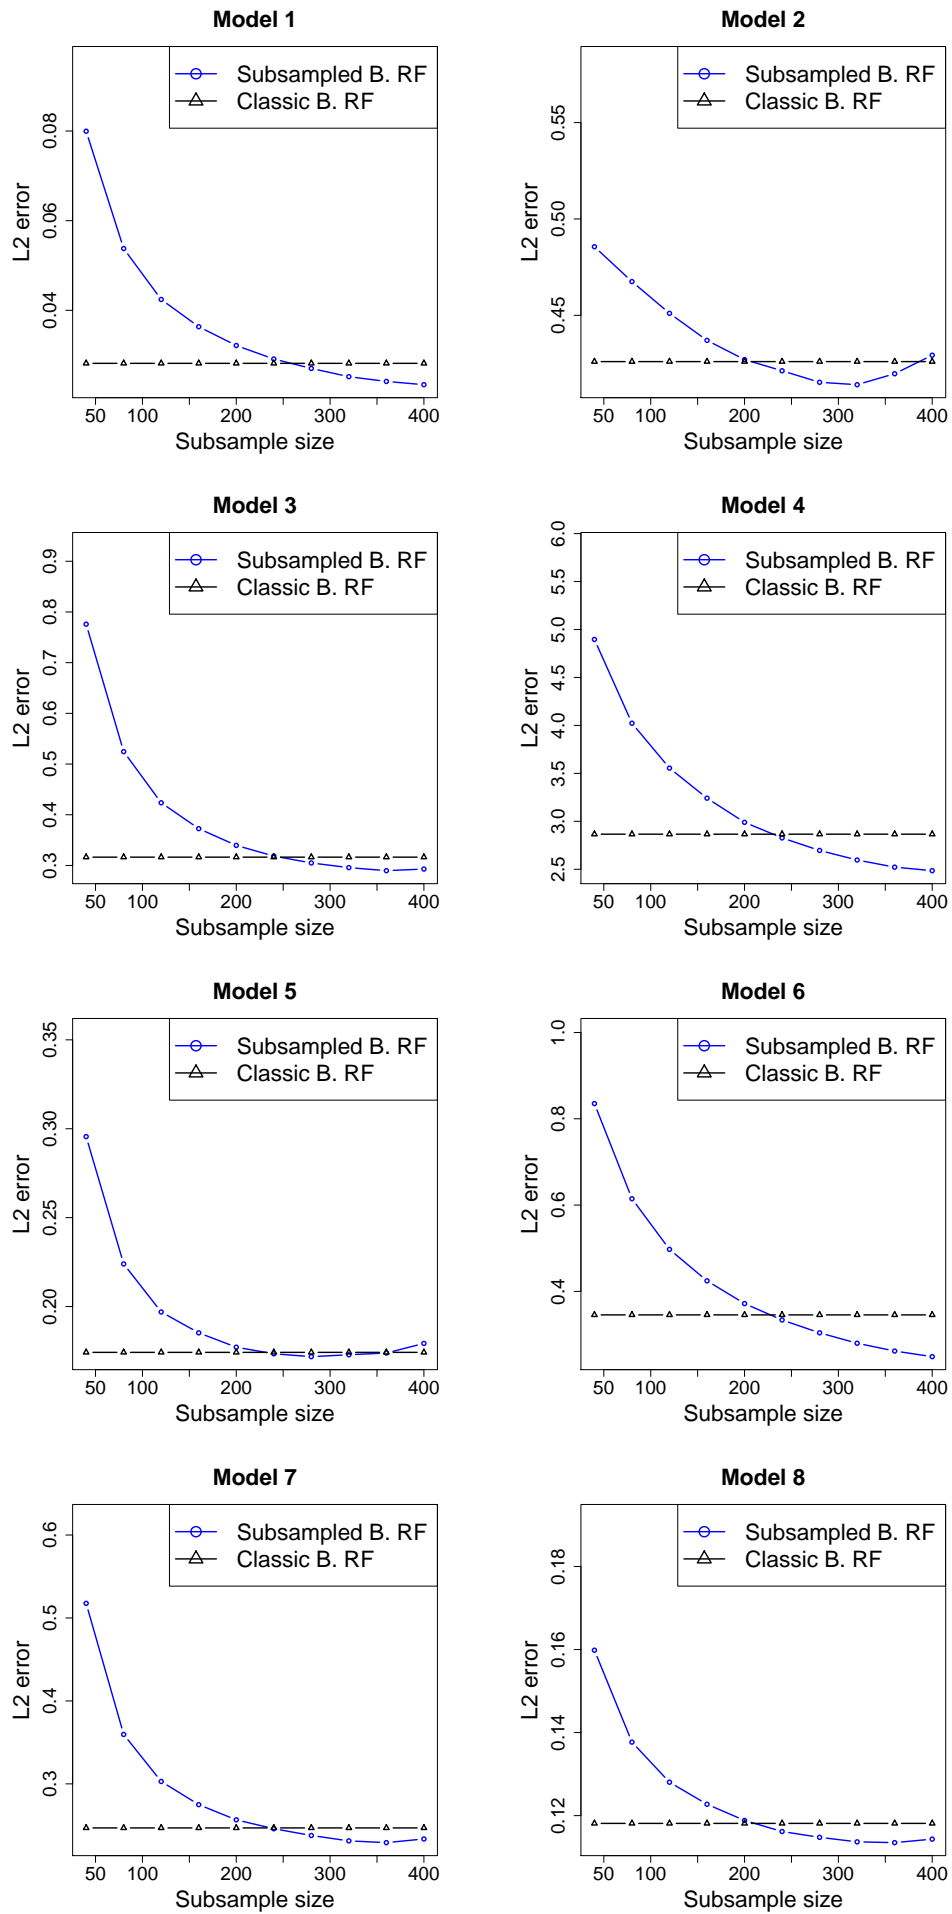 Model 1
Subsampled B. RF
Classic B. RF
L2 error
0.08
0.06
0.04
50 100 200 300 400
Subsample size
Model 2
Subsampled B. RF
Classic B. RF
L2 error
0.55
0.50
0.45
50 100 200 300 400
Subsample size
Model 3
Subsampled B. RF
Classic B. RF
L2 error
0.9
0.8
0.7
0.6
0.5
0.4
0.3
50 100 200 300 400
Subsample size
Model 4
Subsampled B. RF
Classic B. RF
L2 error
6.0
5.5
5.0
4.5
4.0
3.5
3.0
2.5
50 100 200 300 400
Subsample size
Model 5
Subsampled B. RF
Classic B. RF
L2 error
0.35
0.30
0.25
0.20
50 100 200 300 400
Subsample size
Model 6
Subsampled B. RF
Classic B. RF
L2 error
1.0
0.8
0.6
0.4
50 100 200 300 400
Subsample size
Model 7
Subsampled B. RF
Classic B. RF
L2 error
0.6
0.5
0.4
0.3
50 100 200 300 400
Subsample size
Model 8
Subsampled B. RF
Classic B. RF
L2 error
0.18
0.16
0.14
0.12
50 100 200 300 400
Subsample size